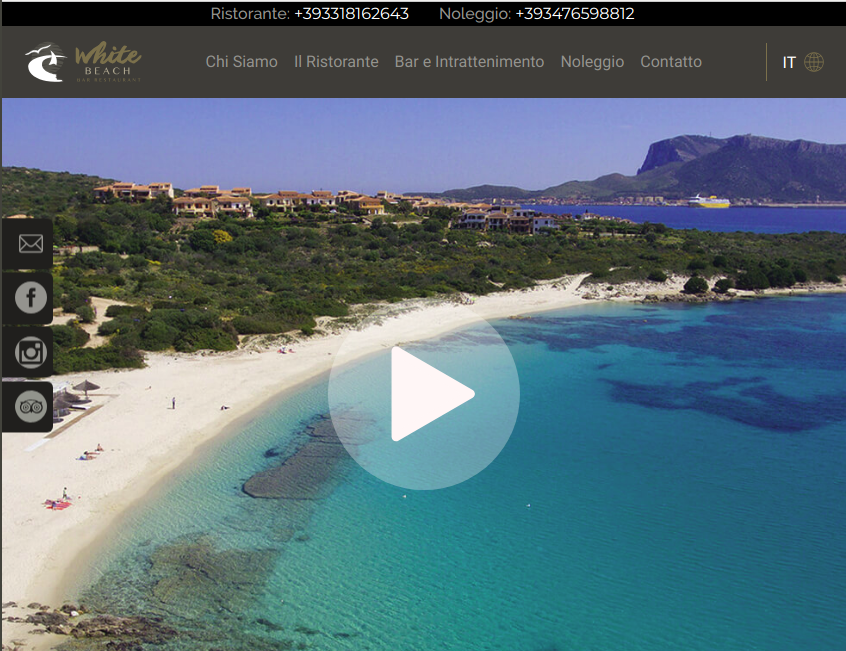 Ristorante: +393318162643 Noleggio: +393476598812
White
BEACH
BAR RESTAURANT
Chi Siamo Il Ristorante Bar e Intrattenimento Noleggio Contatto IT